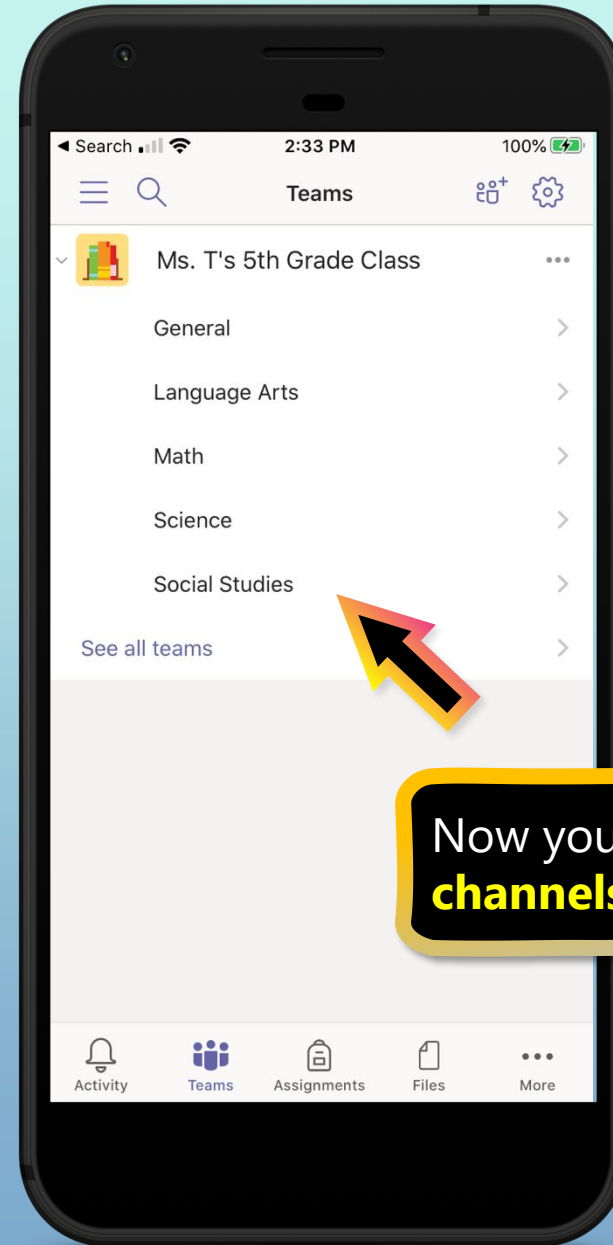 ◄ Search 2:33 PM 100%
Teams
Ms. T's 5th Grade Class
General
Language Arts
Math
Science
Social Studies
See all teams
Now you
channels
Activity Teams Assignments Files More